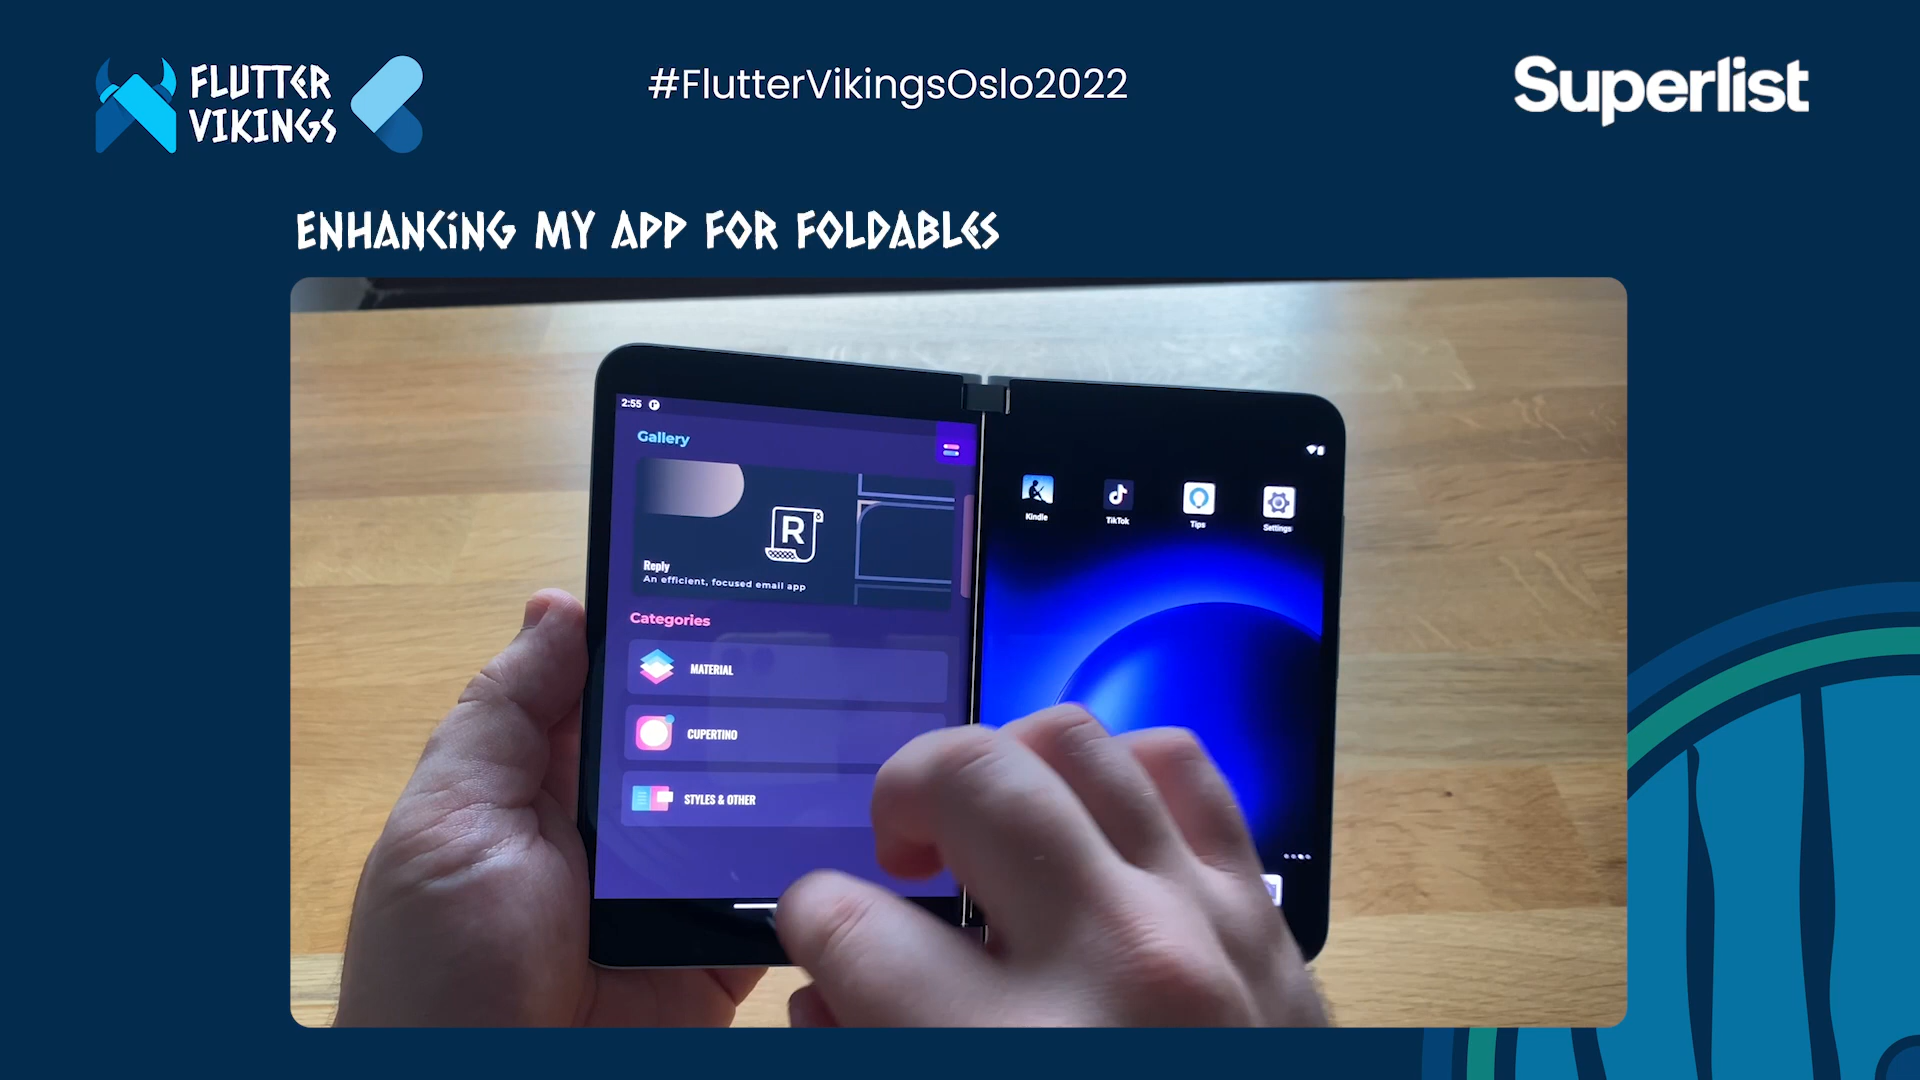 FLUTTER
VIKINGS
#FlutterVikingsOslo2022
Superlist
ENHANCING MY APP FOR FOLDABLES
2:55
Gallery
R
Reply
An efficient, focused email app
Categories
MATERIAL
CUPERTINO
STYLES & OTHER
Kindle
TikTok
Tips
Settings